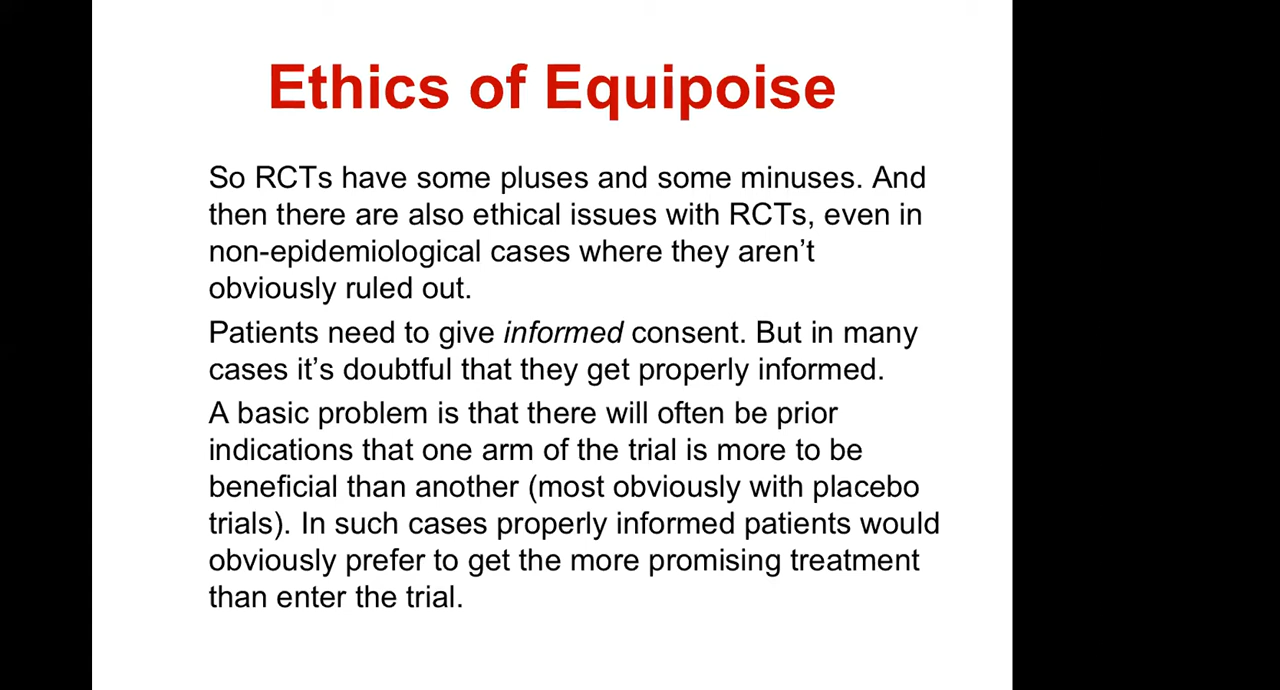 Ethics of Equipoise
So RCTs have some pluses and some minuses. And
then there are also ethical issues with RCTs, even in
non-epidemiological cases where they aren’t
obviously ruled out.
Patients need to give informed consent. But in many
cases it’s doubtful that they get properly informed.
A basic problem is that there will often be prior
indications that one arm of the trial is more to be
beneficial than another (most obviously with placebo
trials). In such cases properly informed patients would
obviously prefer to get the more promising treatment
than enter the trial.